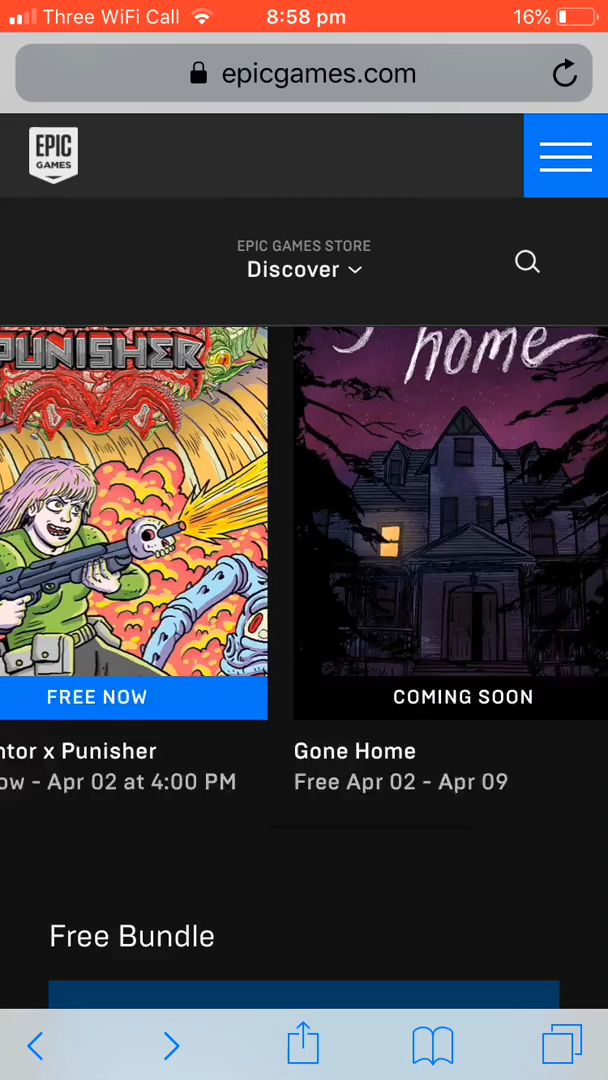 Three WiFi Call
8:58 pm
16%
epicgames.com
EPIC
GAMES
EPIC GAMES STORE
Discover
PUNISHER
home
FREE NOW
COMING SOON
ntor x Punisher
Gone Home
ow - Apr 02 at 4:00 PM
Free Apr 02 - Apr 09
Free Bundle